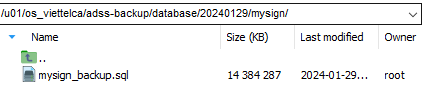 /u01/os_viettelca/adss-backup/database/20240129/mysign/
Name Size (KB) Last modified Owner
..
mysign_backup.sql 14 384 287 2024-01-29... root